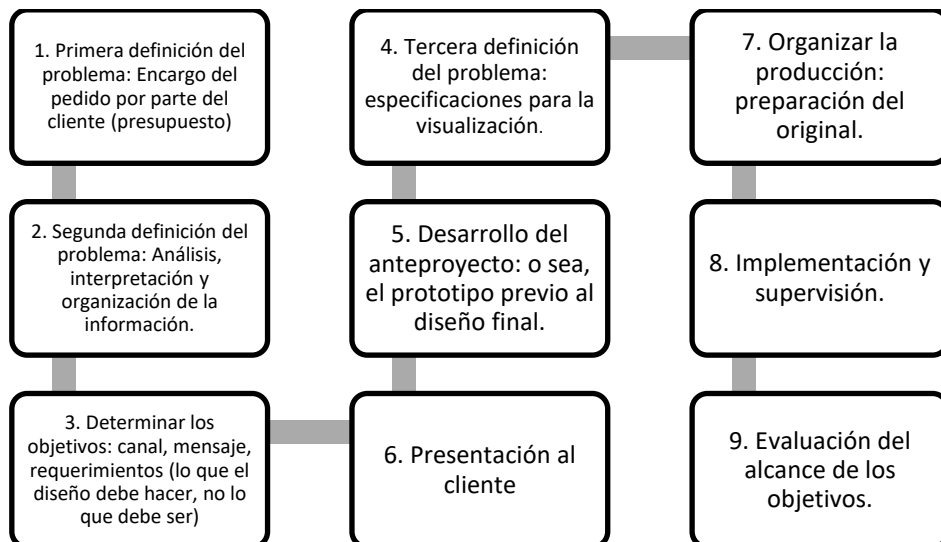 1. Primera definición del
problema: Encargo del
pedido por parte del
cliente (presupuesto)
2. Segunda definición del
problema: Análisis,
interpretación y
organización de la
información.
3. Determinar los
objetivos: canal, mensaje,
requerimientos (lo que el
diseño debe hacer, no lo
que debe ser)
4. Tercera definición
del problema:
especificaciones para la
visualización.
5. Desarrollo del
anteproyecto: o sea,
el prototipo previo al
diseño final.
6. Presentación al
cliente
7. Organizar la
producción:
preparación del
original.
8. Implementación y
supervisión.
9. Evaluación del
alcance de los
objetivos.